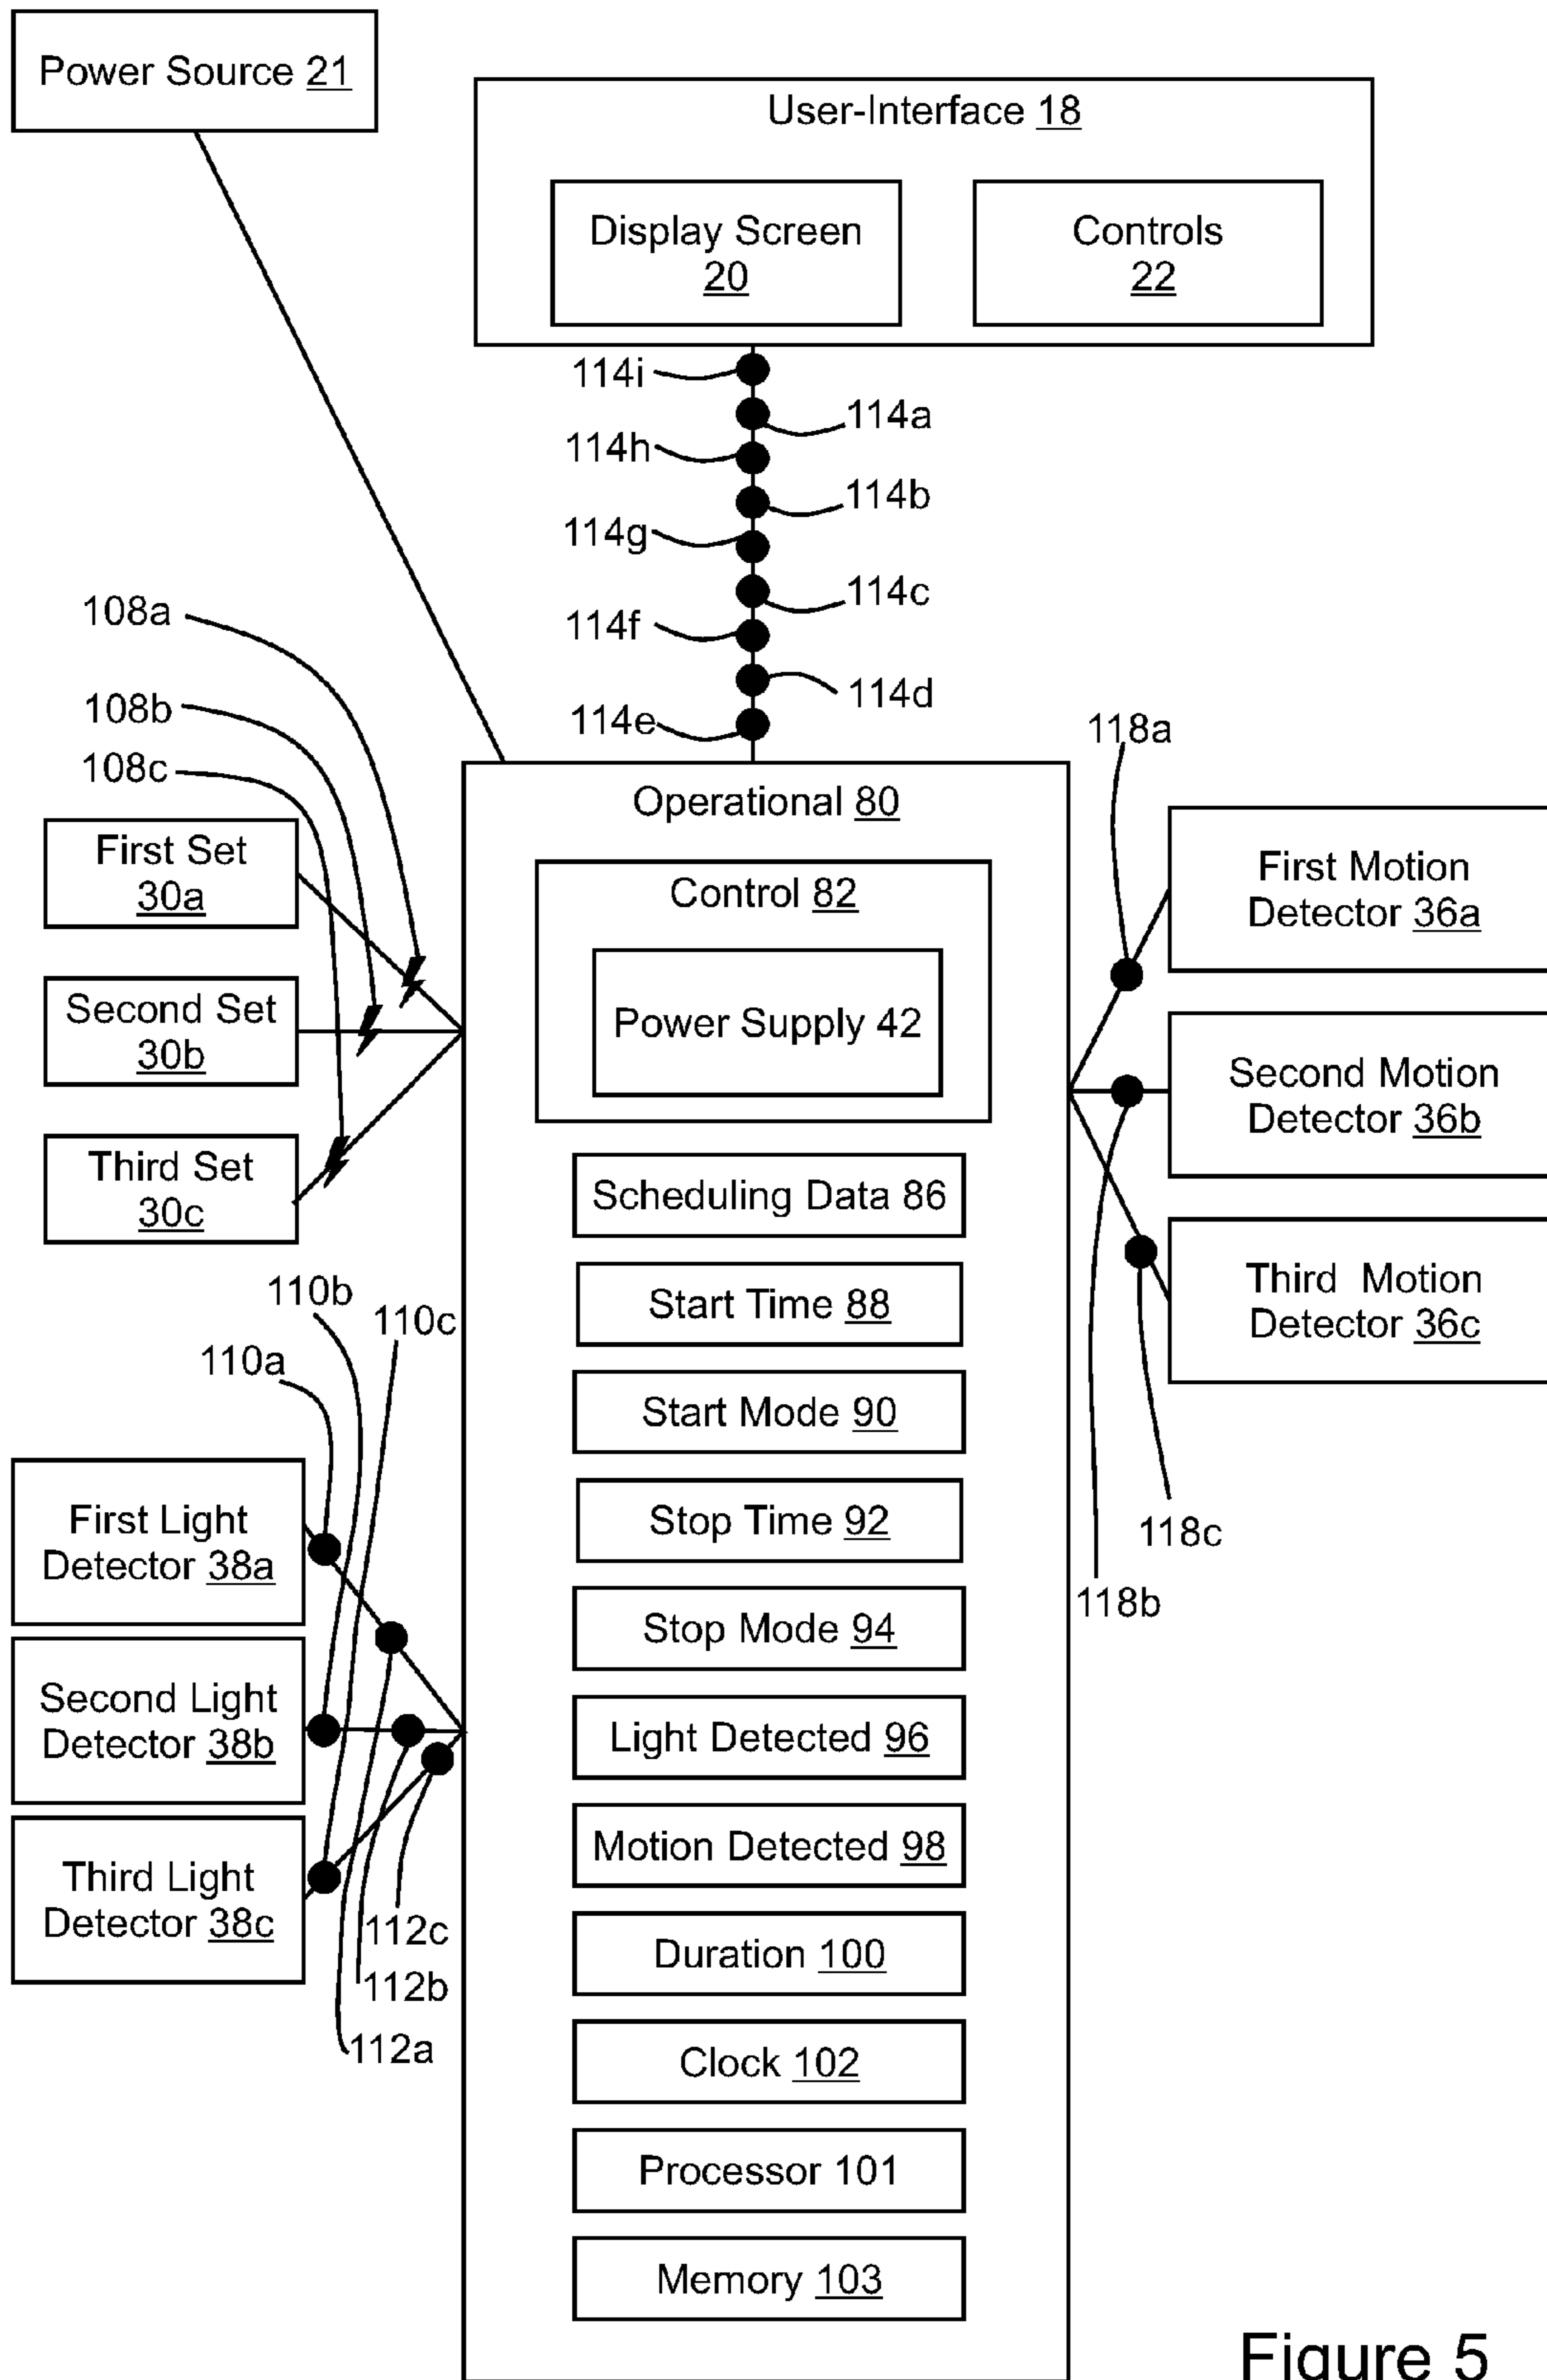 Power Source 21
User-Interface 18
Display Screen
20
Controls
22
114i
114a
114h
114b
114g
114c
114f
114d
114e
108a
108b
108c
118a
Operational 80
Control 82
Power Supply 42
First Set
30a
Second Set
30b
Third Set
30c
First Motion
Detector 36a
Second Motion
Detector 36b
Third Motion
Detector 36c
118c
118b
Scheduling Data 86
Start Time 88
Start Mode 90
Stop Time 92
Stop Mode 94
Light Detected 96
Motion Detected 98
Duration 100
Clock 102
Processor 101
Memory 103
110b
110c
110a
First Light
Detector 38a
Second Light
Detector 38b
Third Light
Detector 38c
112c
112b
112a
Figure 5